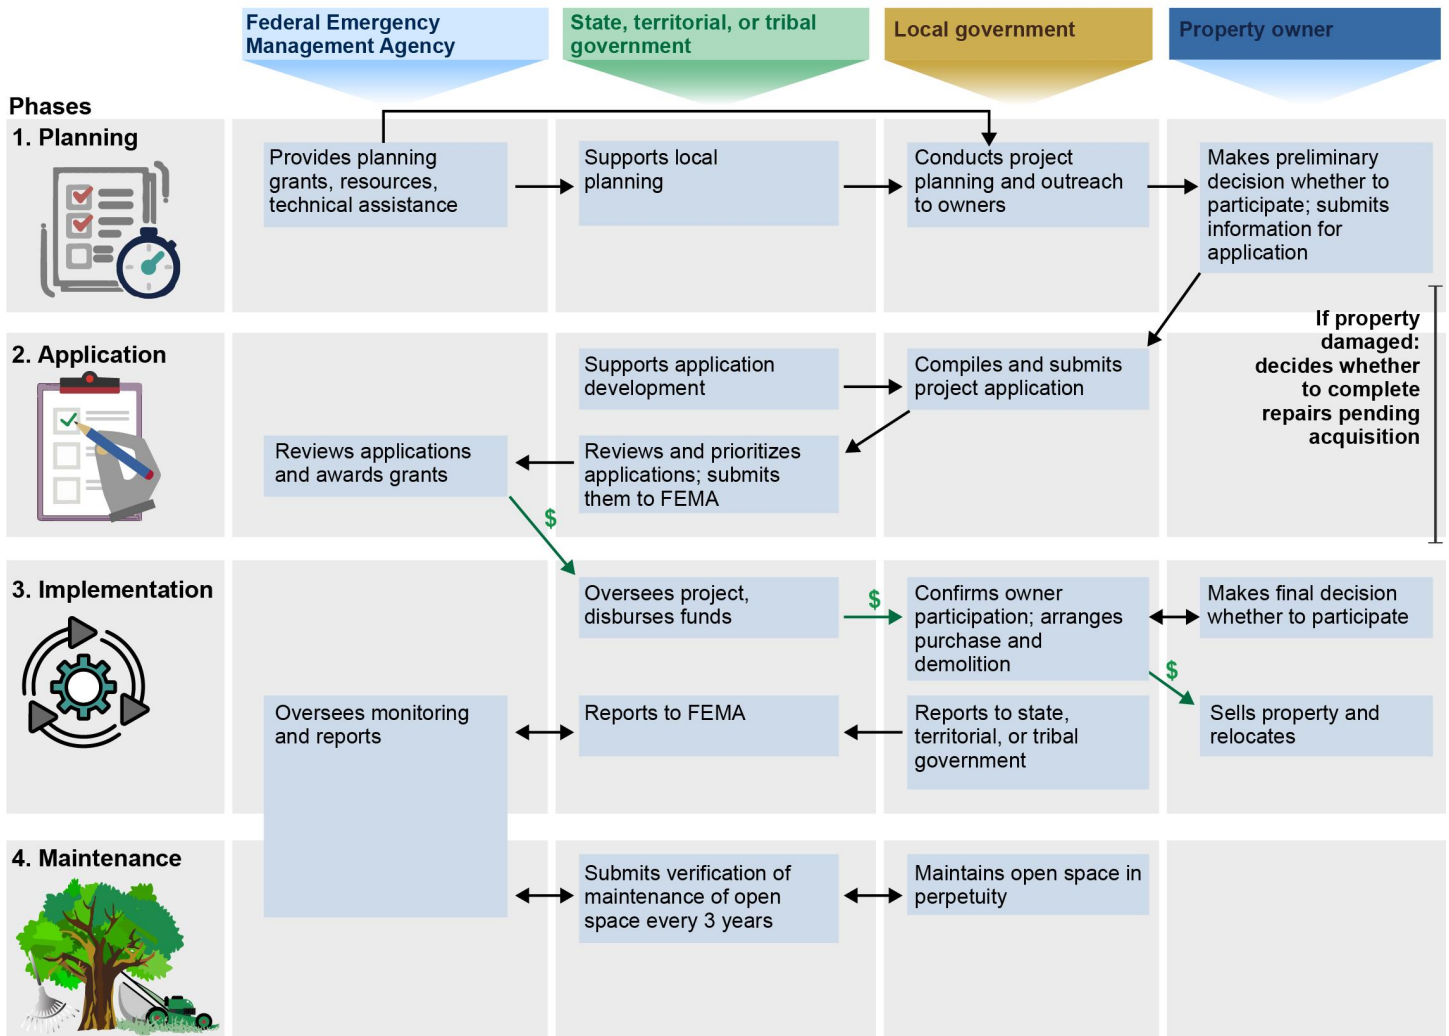 Federal Emergency
Management Agency
State, territorial, or tribal
government
Local government
Property owner
Phases
1. Planning
Provides planning
grants, resources,
technical assistance
Supports local
planning
Conducts project
planning and outreach
to owners
Makes preliminary
decision whether to
participate; submits
information for
application
If property
damaged:
decides whether
to complete
repairs pending
acquisition
2. Application
Supports application
development
Compiles and submits
project application
Reviews applications
and awards grants
Reviews and prioritizes
applications; submits
them to FEMA
$
3. Implementation
Oversees project,
disburses funds
$
Confirms owner
participation; arranges
purchase and
demolition
Makes final decision
whether to participate
$
Oversees monitoring
and reports
Reports to FEMA
Reports to state,
territorial, or tribal
government
Sells property and
relocates
4. Maintenance
Submits verification of
maintenance of open
space every 3 years
Maintains open space in
perpetuity